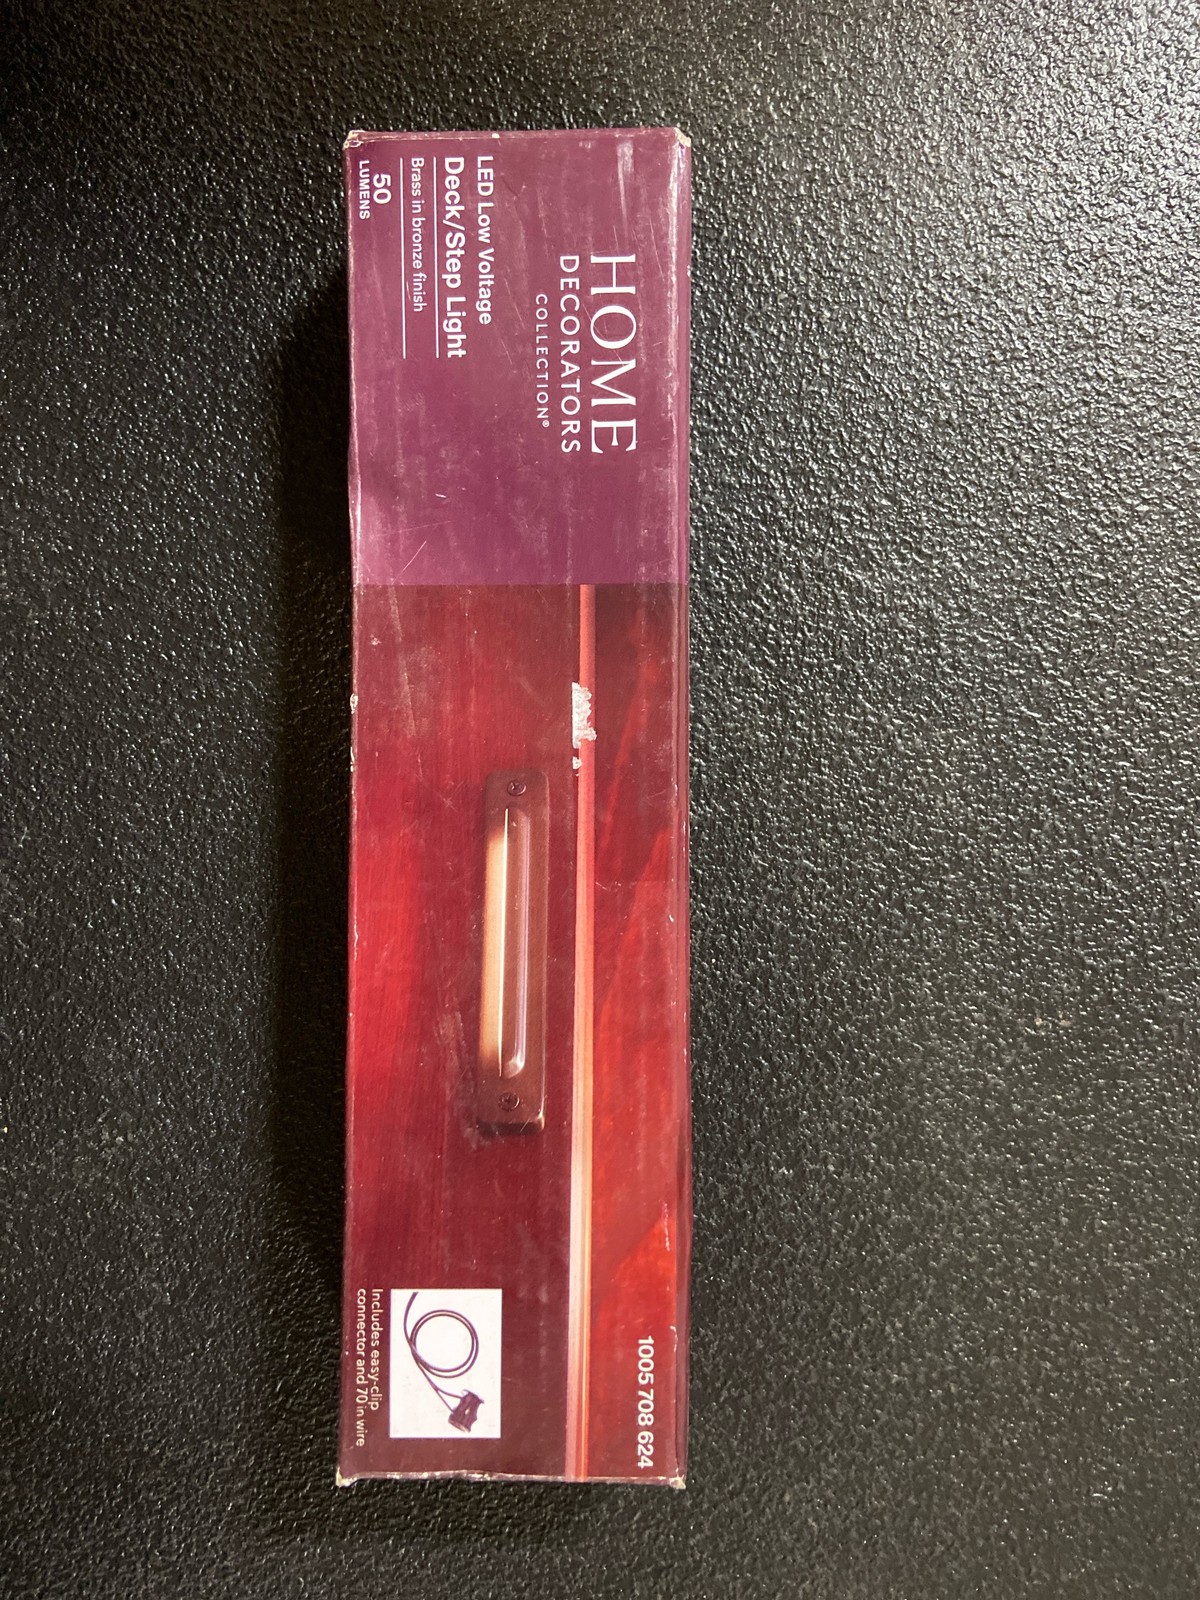 HOME
DECORATORS
COLLECTION®
LED Low Voltage
Deck/Step Light
Brass in bronze finish
50
LUMENS
1005 708 624
Includes easy-clip
connector and 70 in wire